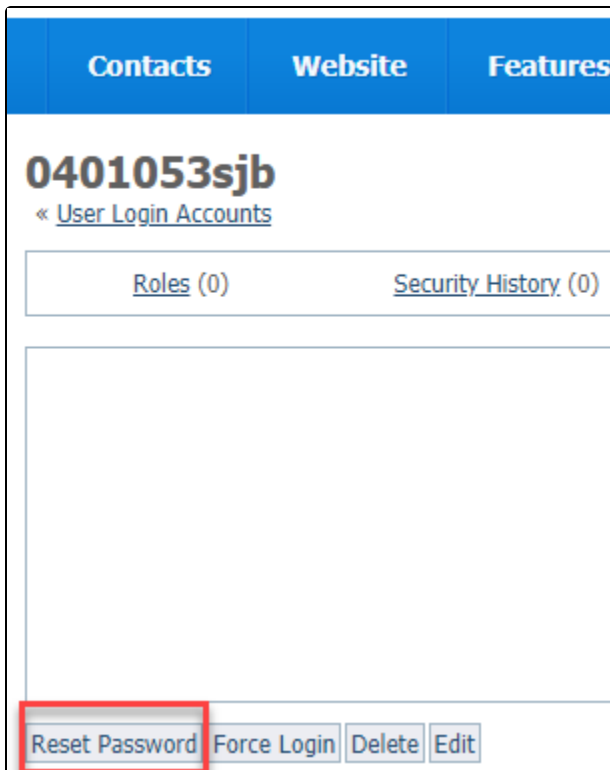 Contacts Website Features
0401053sjb
« User Login Accounts
Roles (0) Security History (0)
Reset Password Force Login Delete Edit